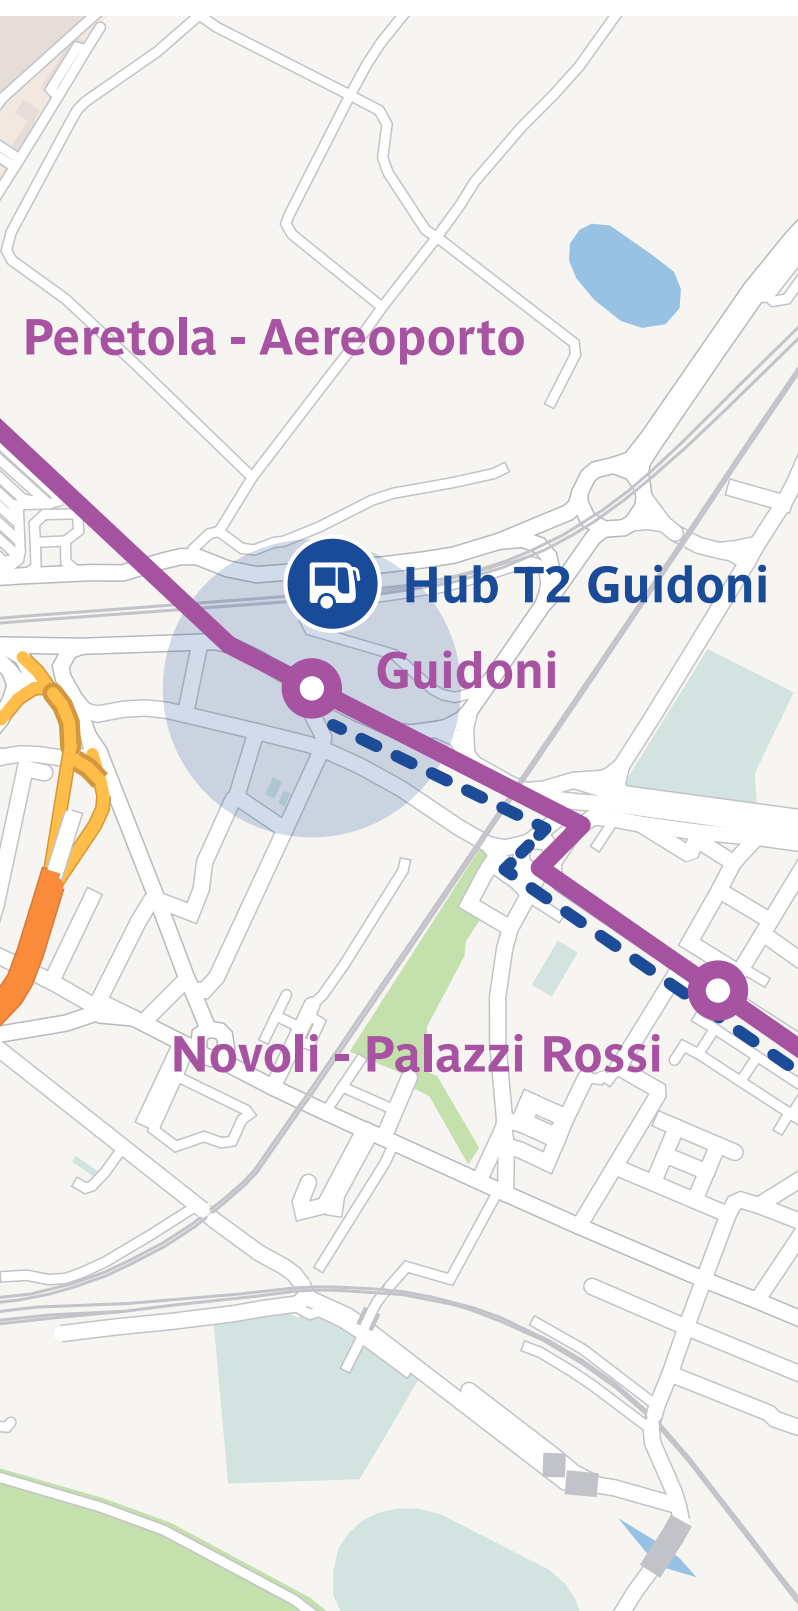 Peretola - Aereoporto
Hub T2 Guidoni
Guidoni
Novoli - Palazzi Rossi